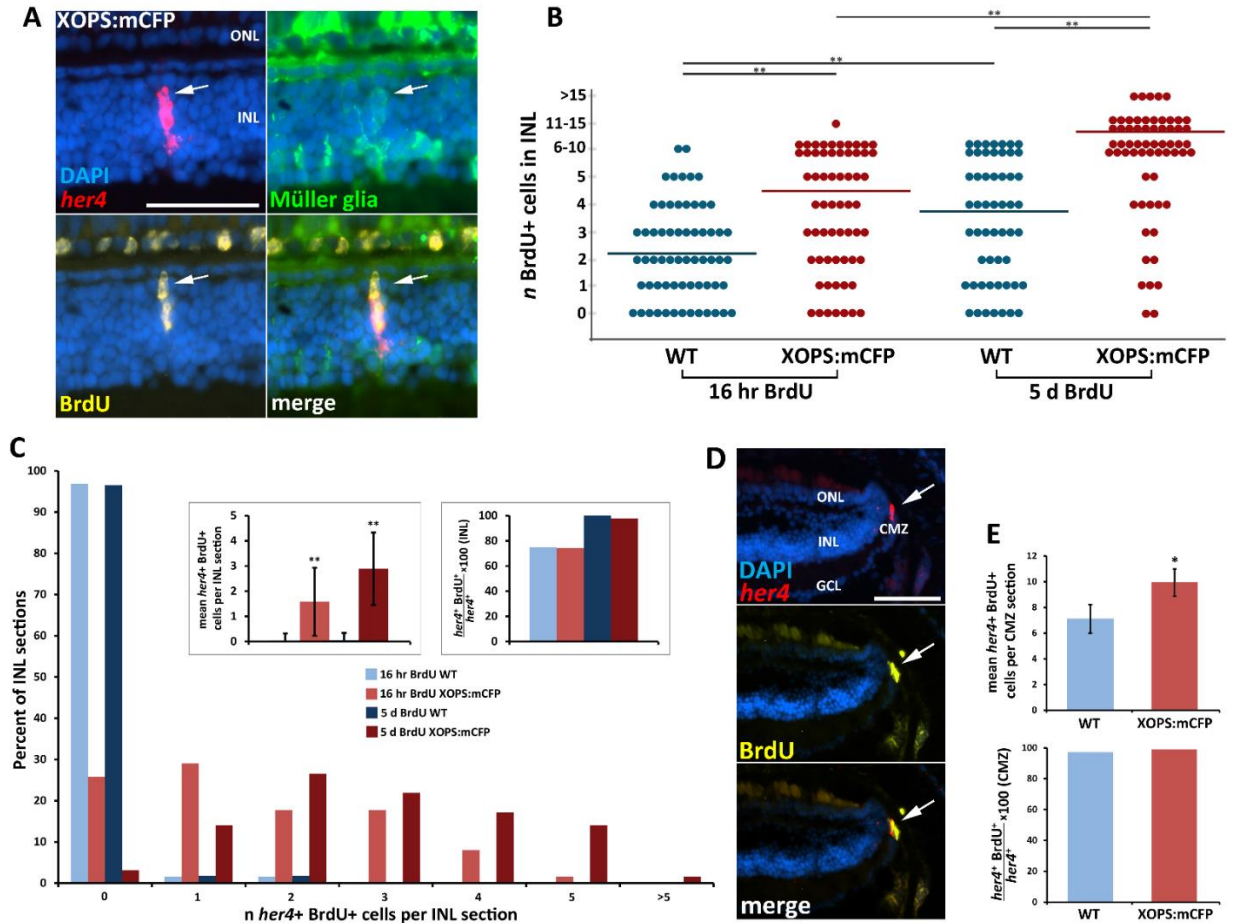 A
XOPS:mCFP
ONL
INL
DAPI
her4
Müller glia
BrdU
merge
B
**
**
**
**
n BrdU+ cells in INL
>15
11-15
6-10
5
4
3
2
1
0
WT XOPS:mCFP WT XOPS:mCFP
16 hr BrdU 5 d BrdU
C
Percent of INL sections
100
90
80
70
60
50
40
30
20
10
0
0 1 2 3 4 5 >5
n her4+ BrdU+ cells per INL section
mean her4+ BrdU+
cells per INL section
5
4
3
2
1
0
** **
her4⁺ BrdU⁺
her4⁺
×100 (INL)
100
80
60
40
20
0
16 hr BrdU WT
16 hr BrdU XOPS:mCFP
5 d BrdU WT
5 d BrdU XOPS:mCFP
D
ONL
CMZ
INL
GCL
DAPI
her4
BrdU
merge
E
mean her4+ BrdU+
cells per CMZ section
12
10
8
6
4
2
0
*
WT XOPS:mCFP
her4⁺ BrdU⁺
her4⁺
×100 (CMZ)
100
80
60
40
20
0
WT XOPS:mCFP